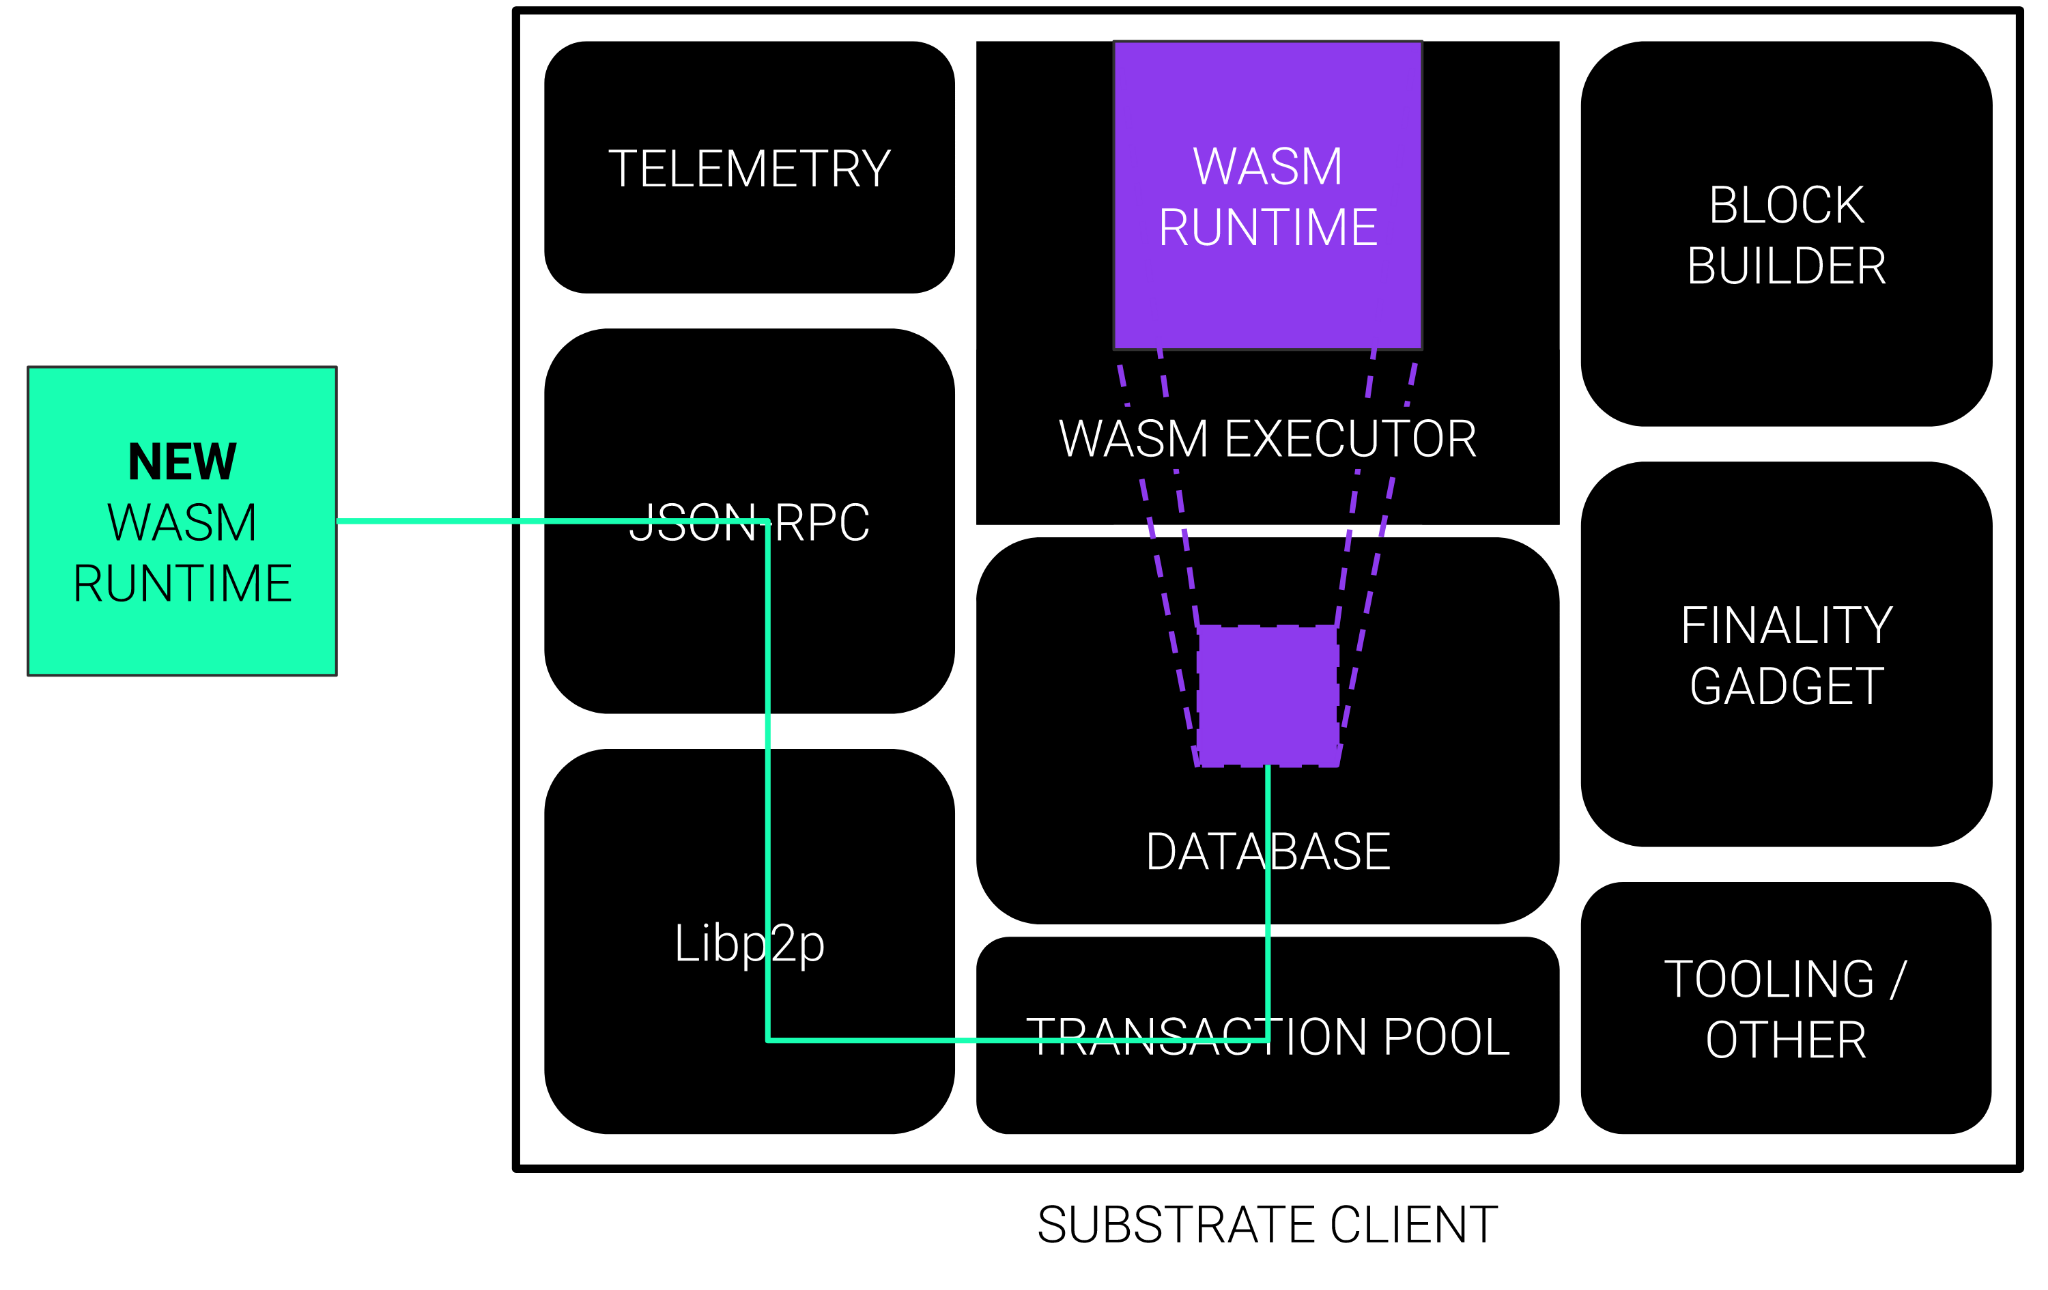 NEW
WASM
RUNTIME
TELEMETRY
JSON-RPC
Libp2p
WASM
RUNTIME
WASM EXECUTOR
DATABASE
TRANSACTION POOL
BLOCK
BUILDER
FINALITY
GADGET
TOOLING /
OTHER
SUBSTRATE CLIENT